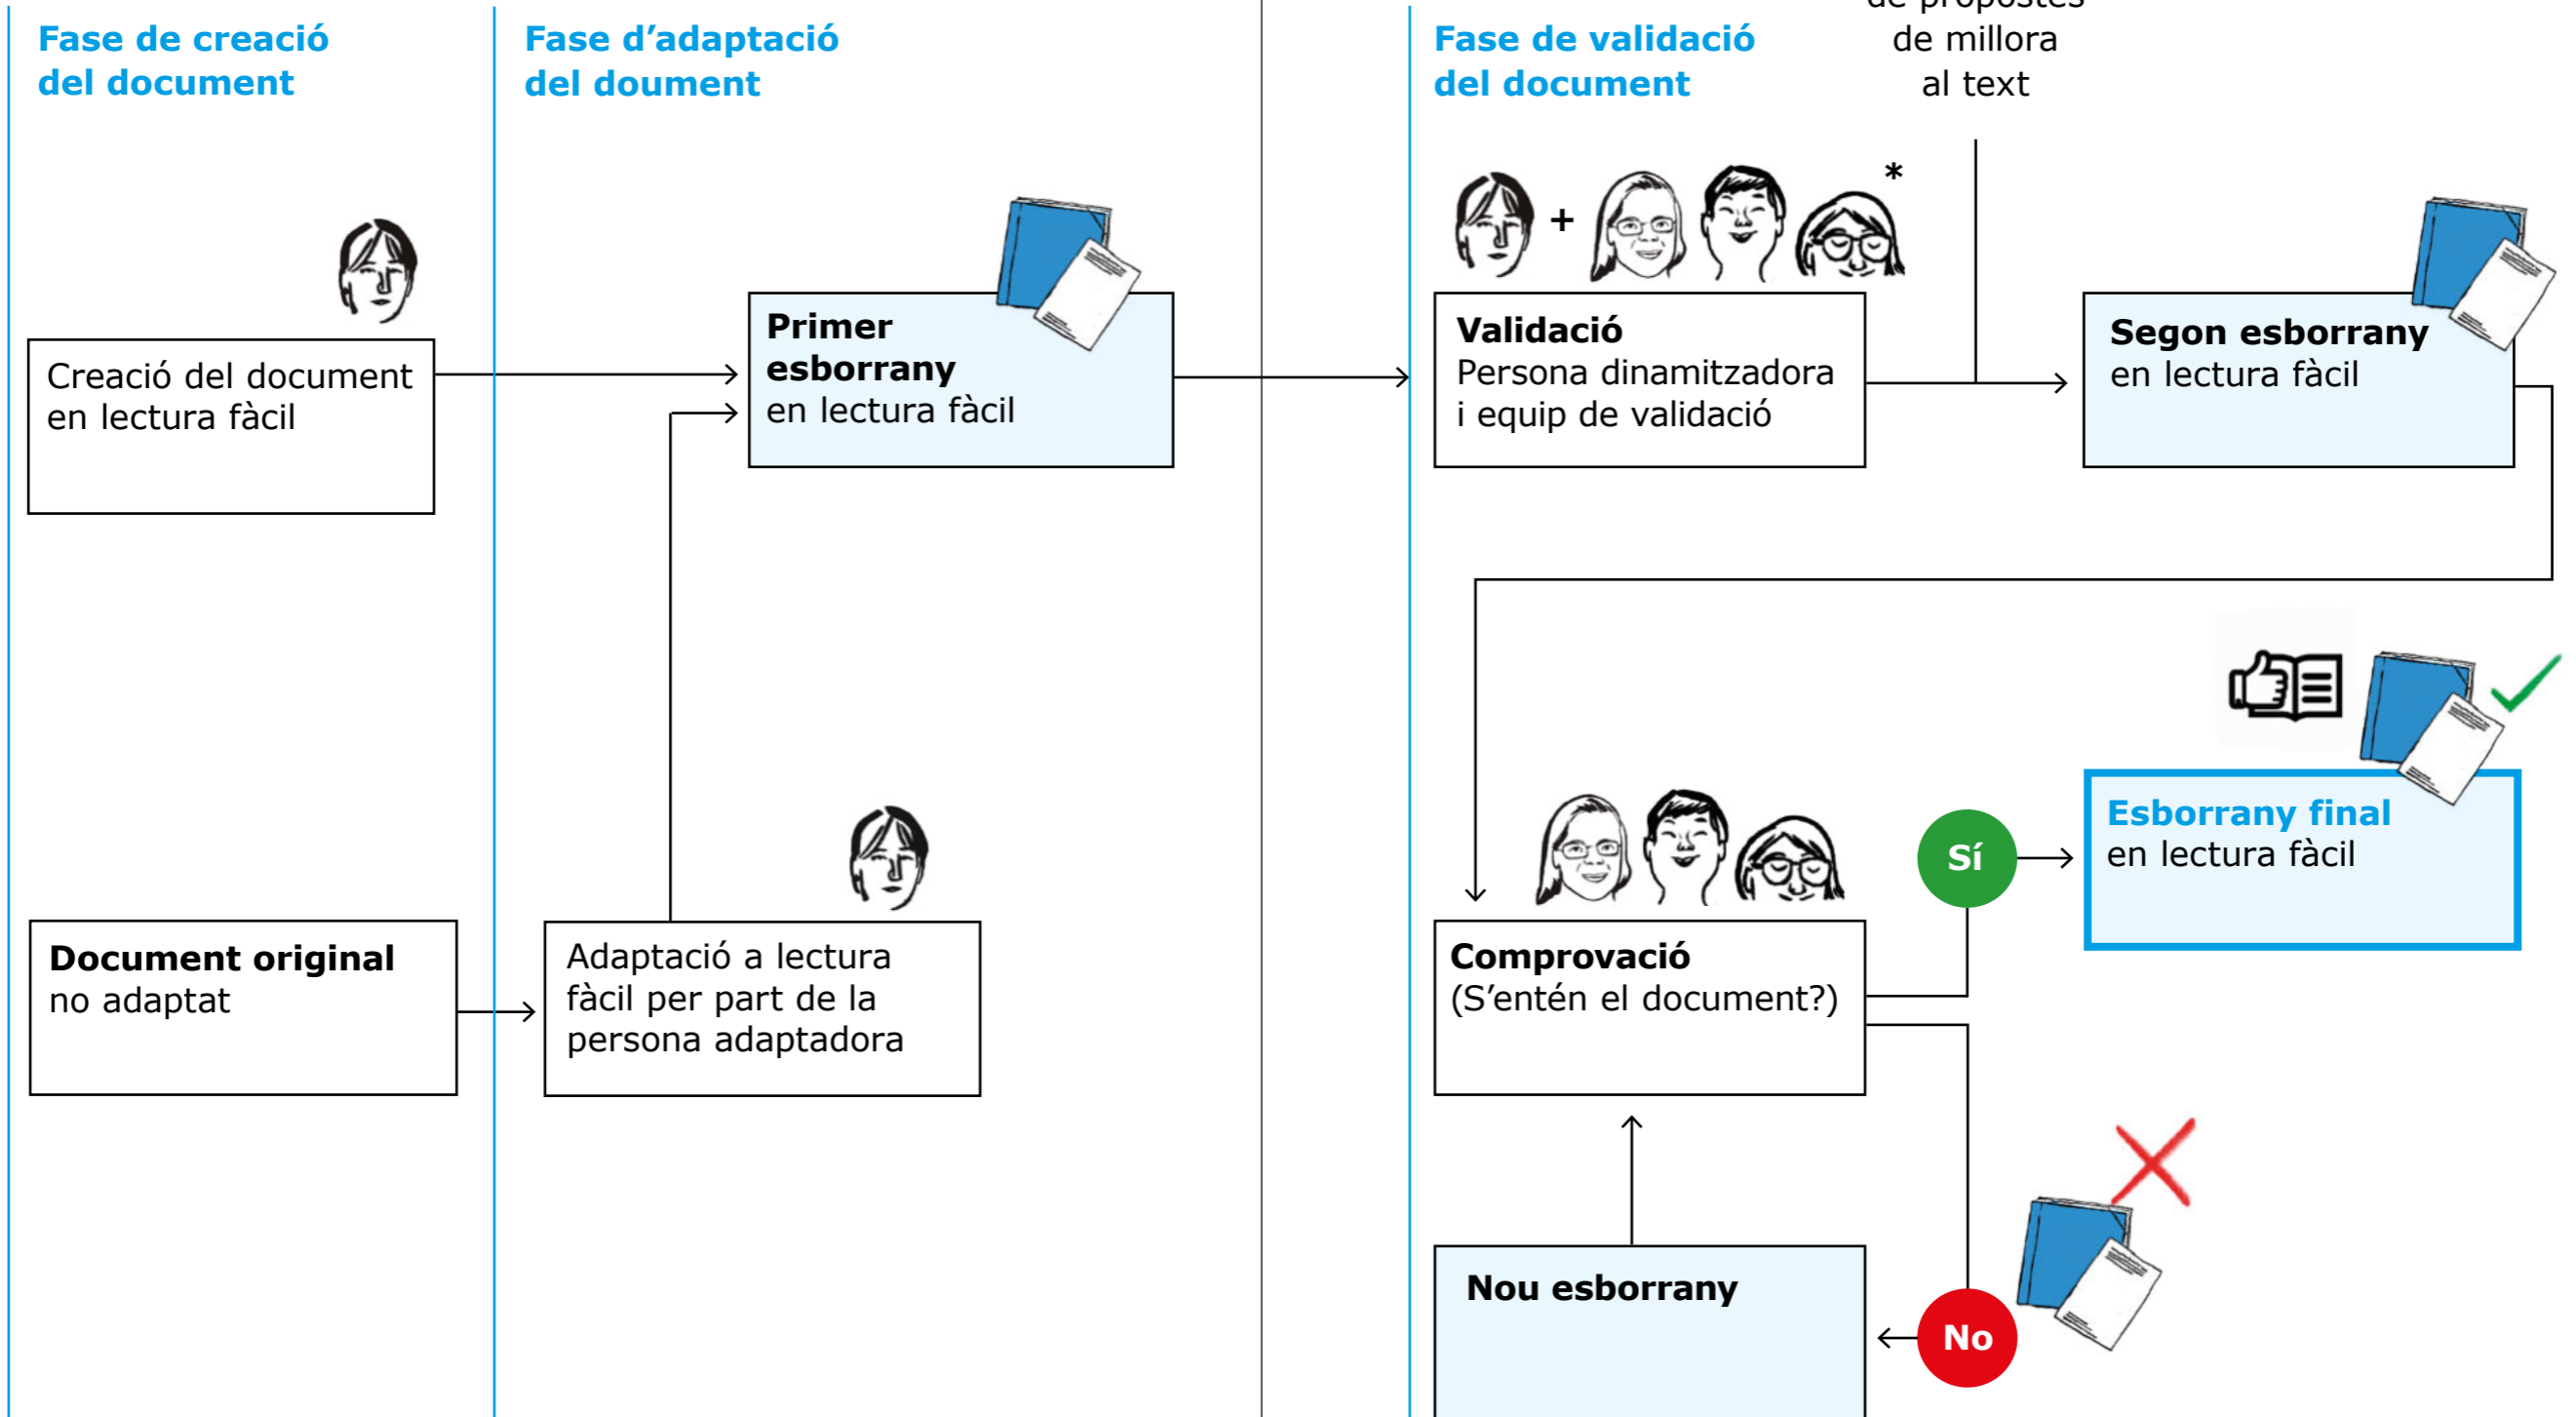 Fase de creació
del document
Fase d’adaptació
del doument
Fase de validació
del document
de propostes
de millora
al text
*
+
Creació del document
en lectura fàcil
Primer
esborrany
en lectura fàcil
Validació
Persona dinamitzadora
i equip de validació
Segon esborrany
en lectura fàcil
Document original
no adaptat
Adaptació a lectura
fàcil per part de la
persona adaptadora
Comprovació
(S’entén el document?)
Sí
Esborrany final
en lectura fàcil
Nou esborrany
No